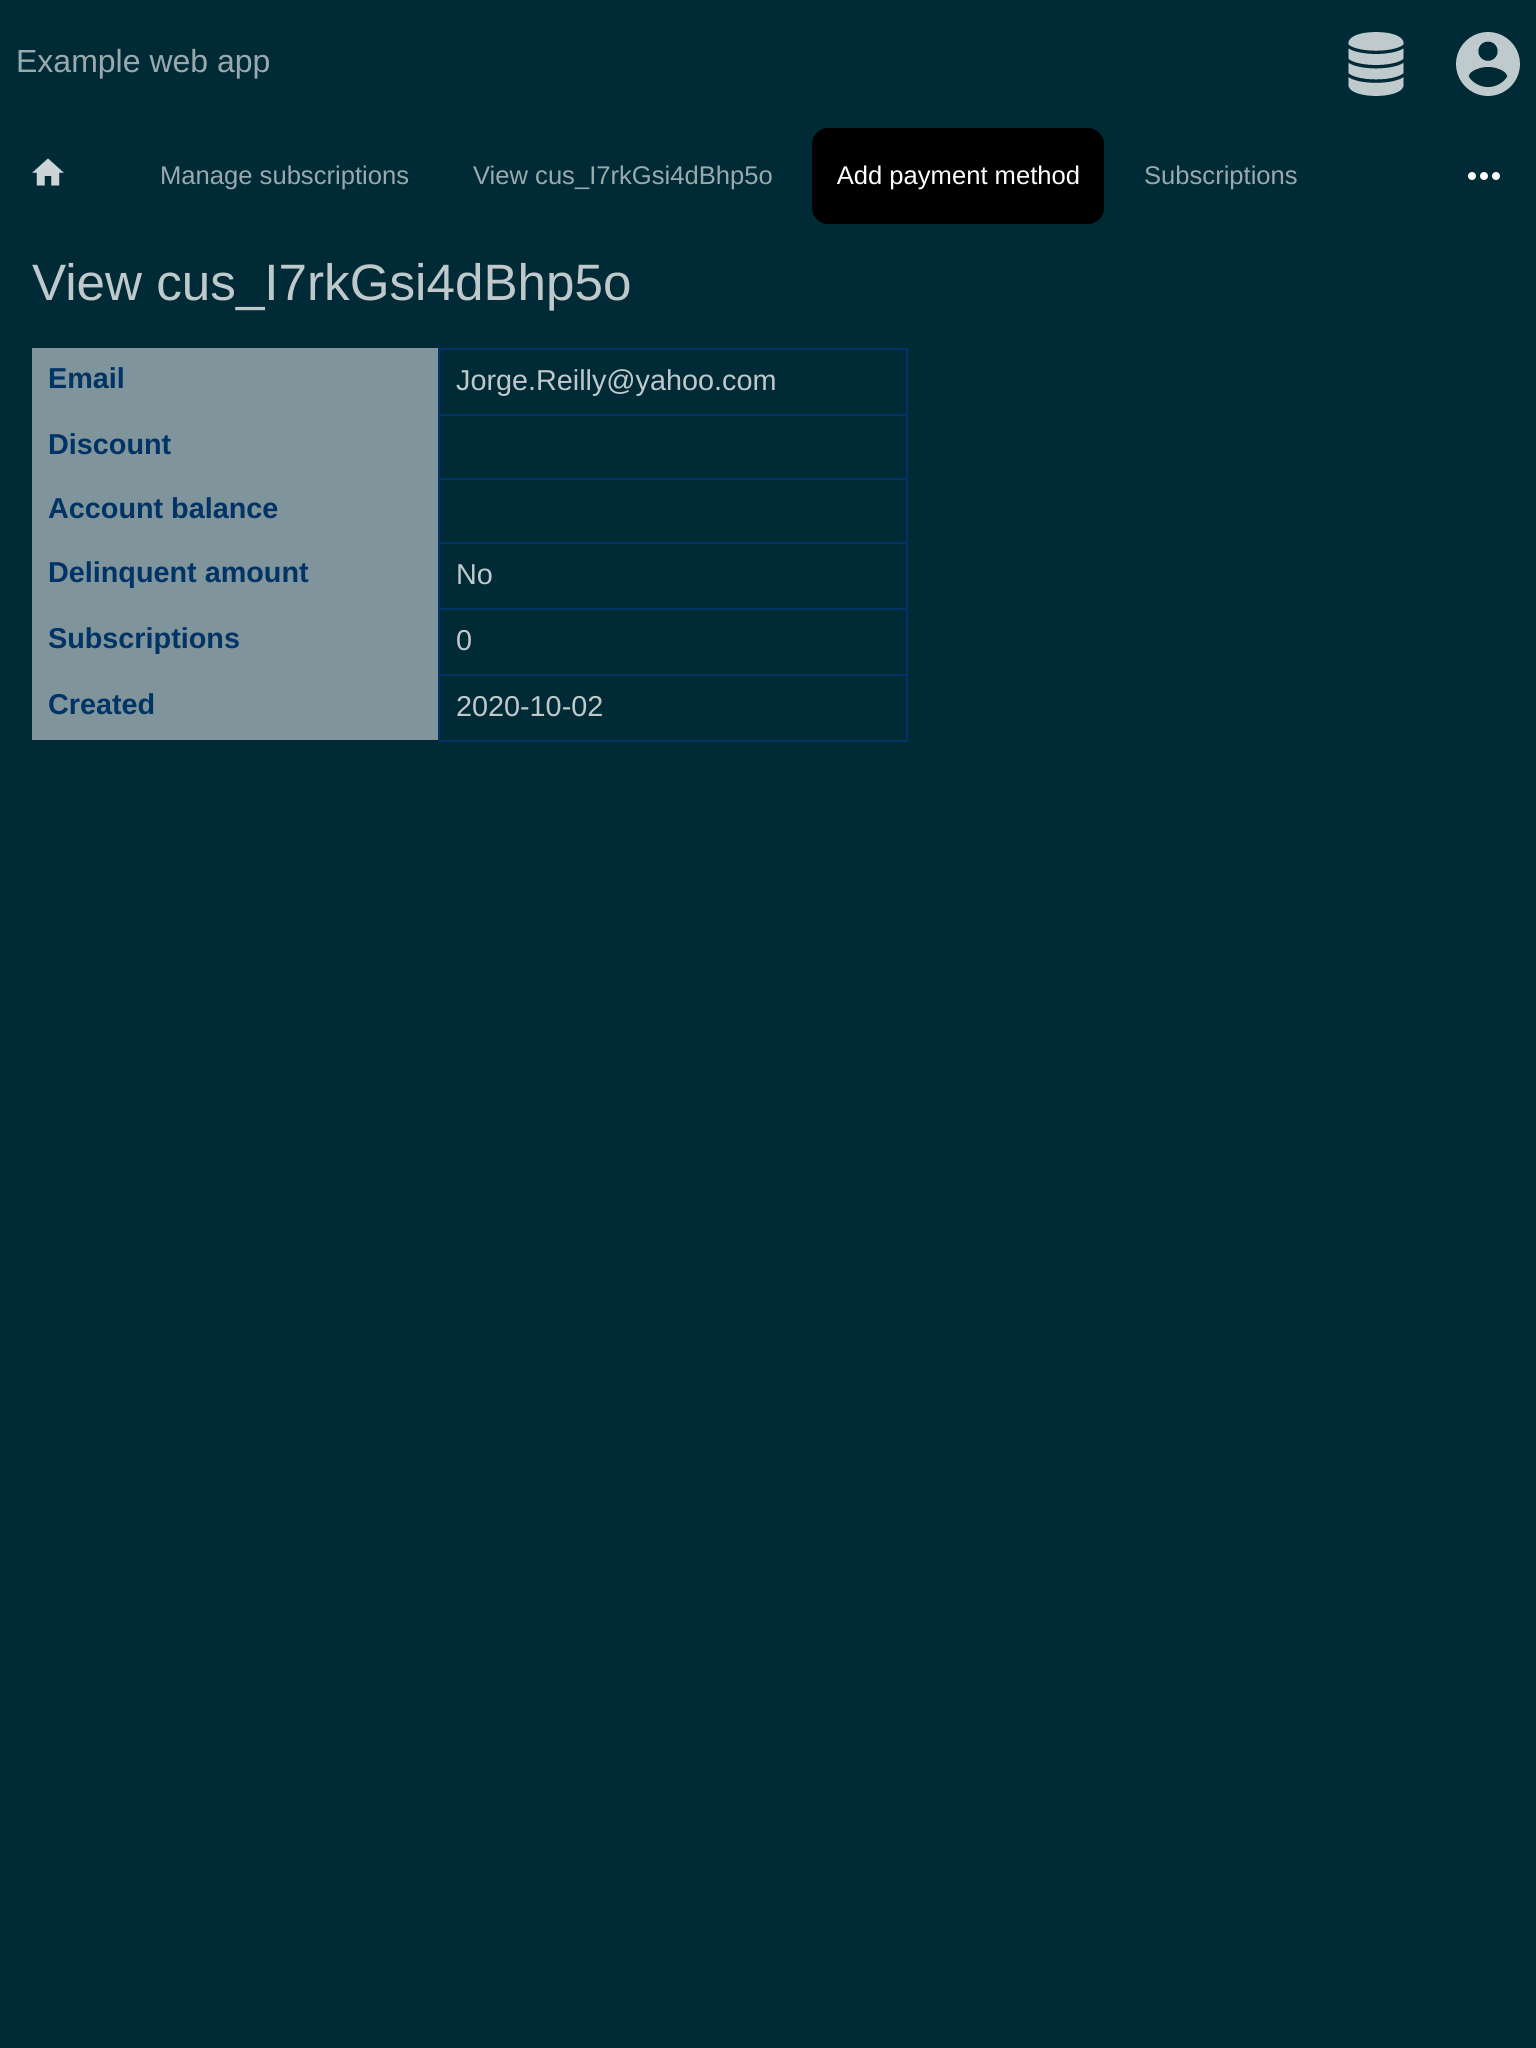 Example web app
Manage subscriptions View cus_I7rkGsi4dBhp5o Add payment method Subscriptions
View cus_I7rkGsi4dBhp5o
Email Jorge.Reilly@yahoo.com
Discount
Account balance
Delinquent amount No
Subscriptions 0
Created 2020-10-02